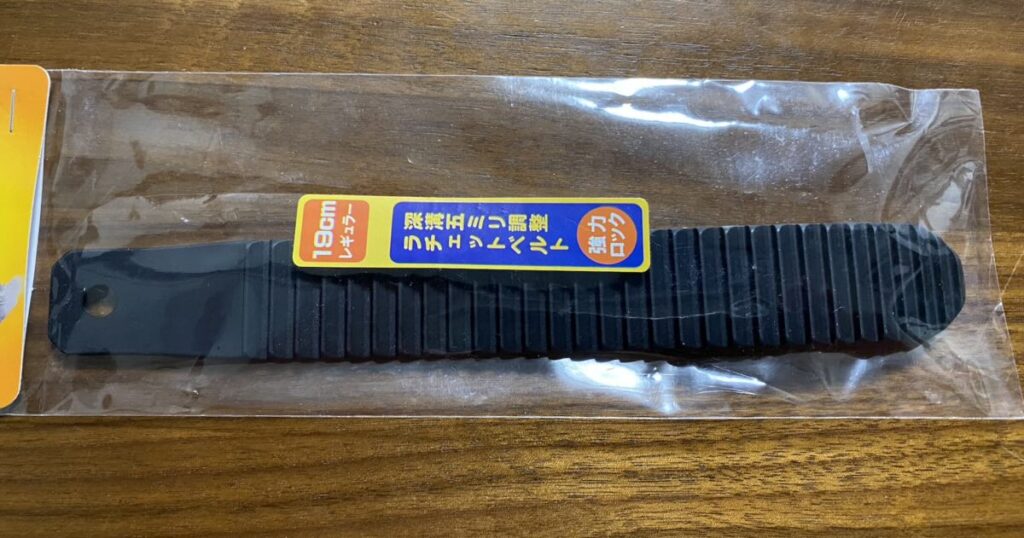 19cm
レギュラー
深溝五ミリ調整
ラチェットベルト
強力
ロック